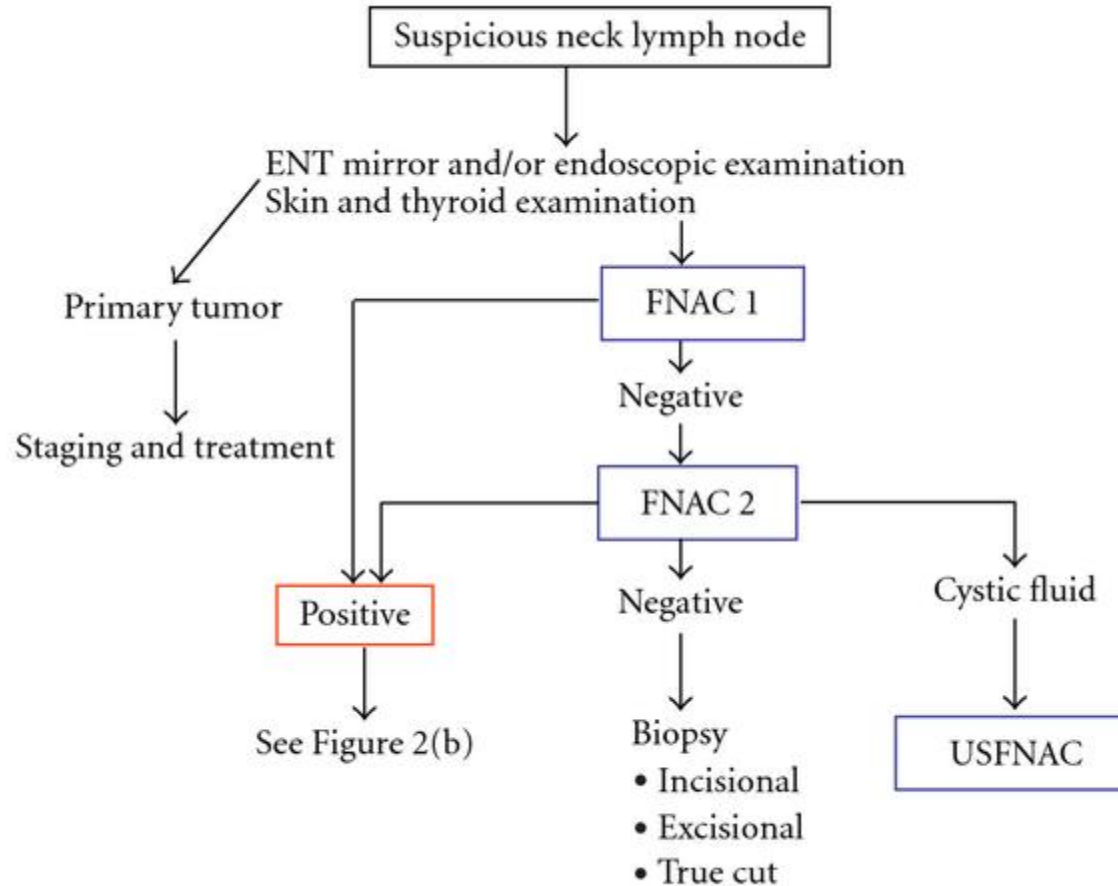 Suspicious neck lymph node
ENT mirror and/or endoscopic examination
Skin and thyroid examination
Primary tumor
FNAC 1
Negative
Staging and treatment
FNAC 2
Positive
Negative
Cystic fluid
See Figure 2(b)
Biopsy
• Incisional
• Excisional
• True cut
USFNAC